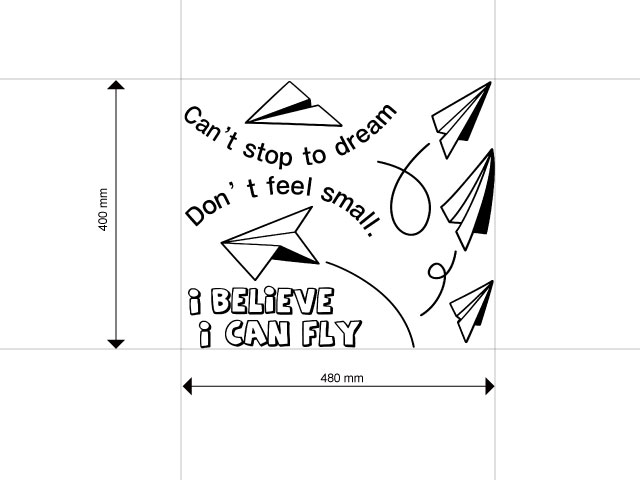 Can't stop to dream
Don' t feel small.
i BELiEVE
i CAN FLY
400 mm
480 mm